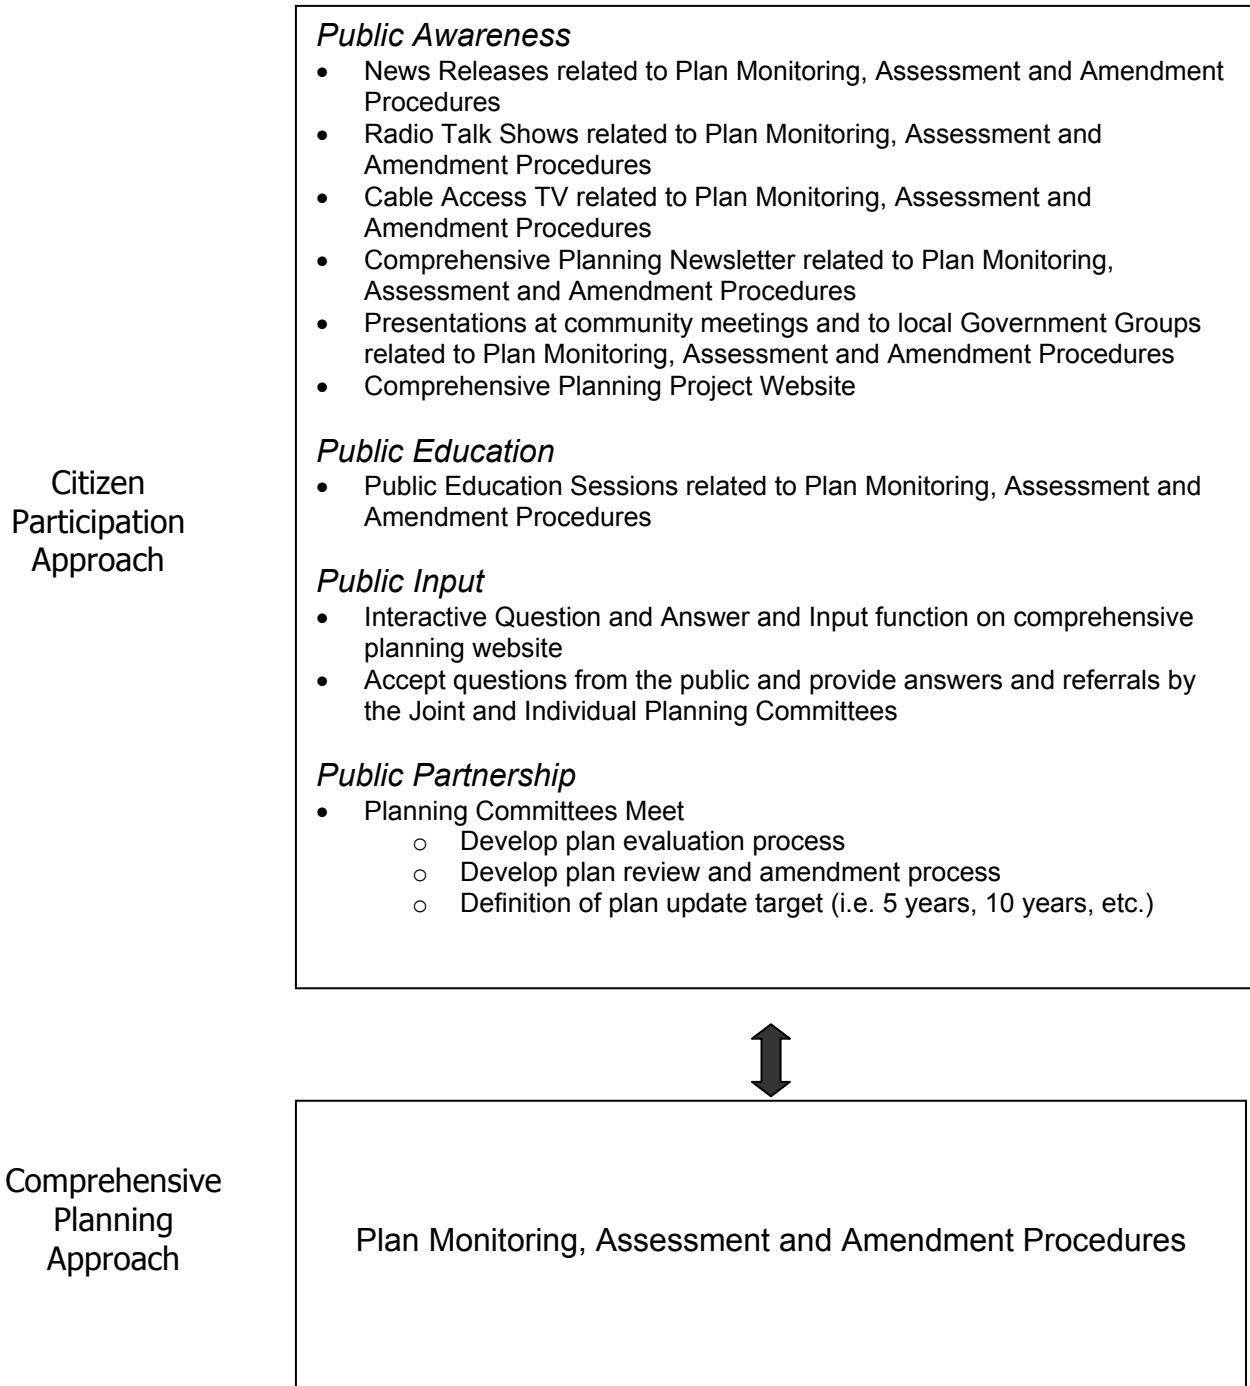 Public Awareness
• News Releases related to Plan Monitoring, Assessment and Amendment
Procedures
• Radio Talk Shows related to Plan Monitoring, Assessment and
Amendment Procedures
• Cable Access TV related to Plan Monitoring, Assessment and
Amendment Procedures
• Comprehensive Planning Newsletter related to Plan Monitoring,
Assessment and Amendment Procedures
• Presentations at community meetings and to local Government Groups
related to Plan Monitoring, Assessment and Amendment Procedures
• Comprehensive Planning Project Website
Public Education
• Public Education Sessions related to Plan Monitoring, Assessment and
Amendment Procedures
Citizen
Participation
Approach
Public Input
• Interactive Question and Answer and Input function on comprehensive
planning website
• Accept questions from the public and provide answers and referrals by
the Joint and Individual Planning Committees
Public Partnership
• Planning Committees Meet
o Develop plan evaluation process
o Develop plan review and amendment process
o Definition of plan update target (i.e. 5 years, 10 years, etc.)
Comprehensive
Planning
Approach
Plan Monitoring, Assessment and Amendment Procedures